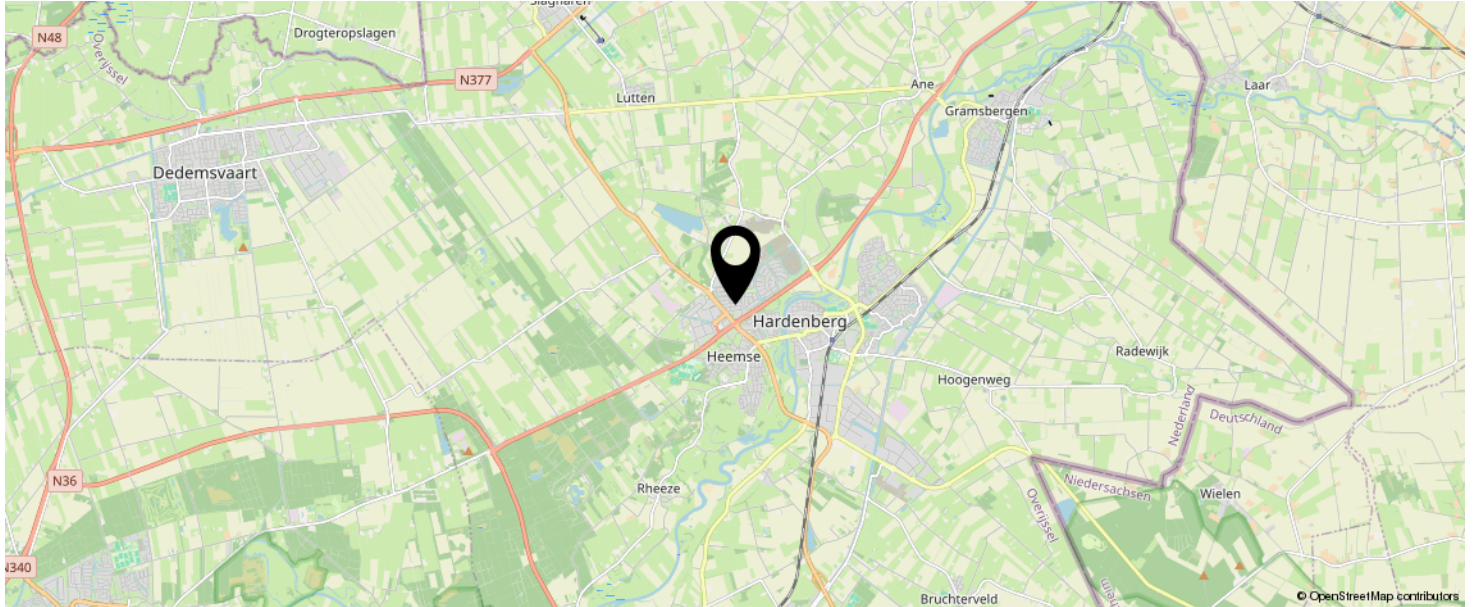 Slagharen
N48
Drogteropslagen
Overijssel
N377
Ane
Laar
Lutten
Gramsbergen
Dedemsvaart
Hardenberg
Heemse
Radewijk
Hoogenweg
Nederland
Deutschland
N36
Rheeze
Niedersachsen
Wielen
Overijssel
N340
Bruchterveld
© OpenStreetMap contributors